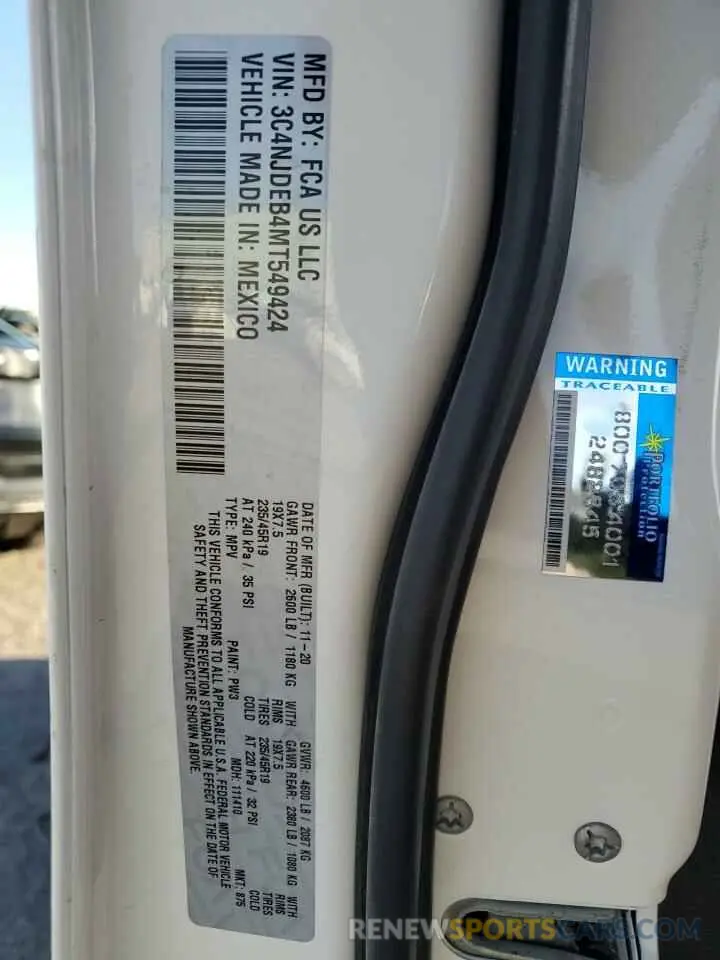 MFD BY: FCA US LLC
VIN: 3C4NJDEB4MT549424
VEHICLE MADE IN: MEXICO
DATE OF MFR (BUILT): 11-20 GVWR: 4600 LB / 2087 KG
GAWR FRONT: 2600 LB / 1180 KG WITH GAWR REAR: 2380 LB / 1080 KG WITH
19X7.5 RIMS 19X7.5 RIMS
235/45R19 TIRES 235/45R19 TIRES
AT 240 kPa / 35 PSI COLD AT 220 kPa / 32 PSI COLD
TYPE: MPV PAINT: PW3 MDH: 111410 MKT: 875
THIS VEHICLE CONFORMS TO ALL APPLICABLE U.S.A. FEDERAL MOTOR VEHICLE
SAFETY AND THEFT PREVENTION STANDARDS IN EFFECT ON THE DATE OF
MANUFACTURE SHOWN ABOVE.
WARNING
TRACEABLE
PORTFOLIO
Protection
RENEWSPORTSCARS.COM